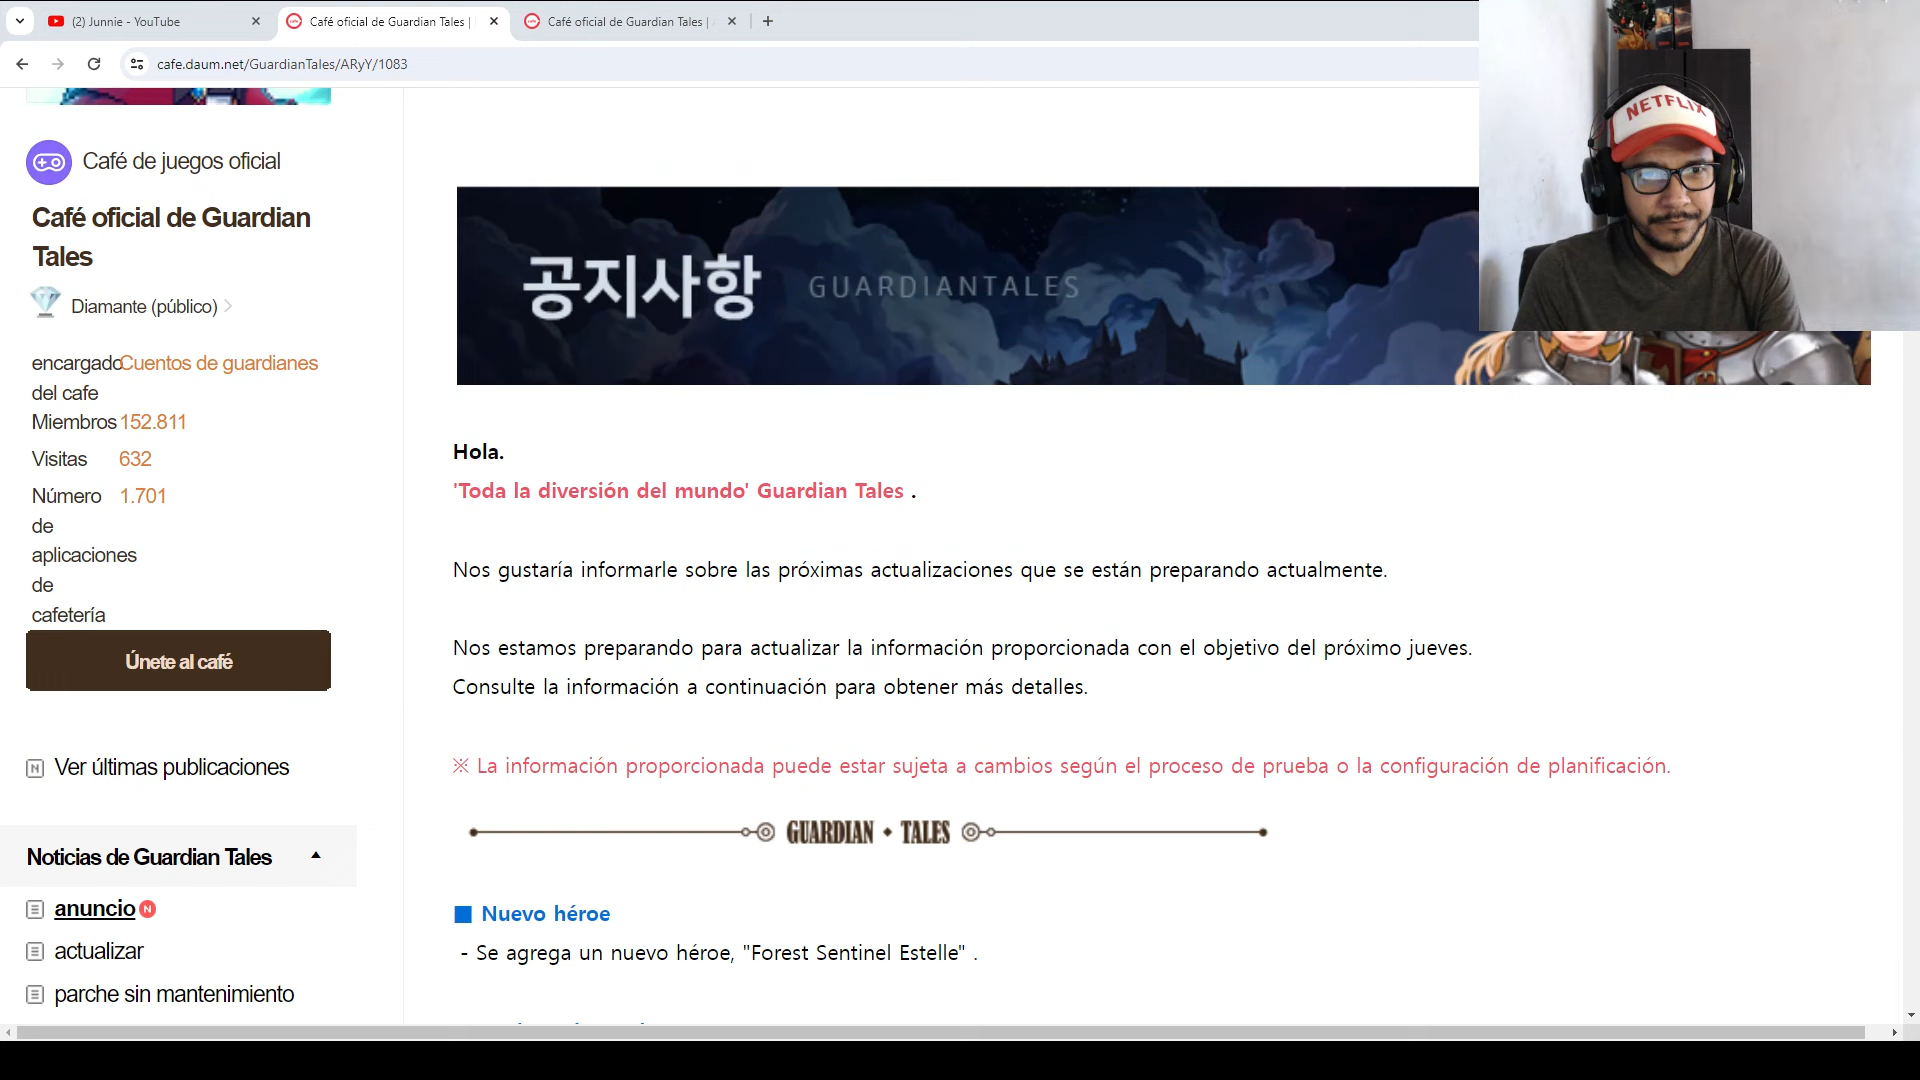 (2) Junnie - YouTube
Café oficial de Guardian Tales |
Café oficial de Guardian Tales |
cafe.daum.net/GuardianTales/ARyY/1083
NETFLIX
Café de juegos oficial
Café oficial de Guardian
Tales
Diamante (público)
encargado Cuentos de guardianes
del cafe
Miembros 152.811
Visitas 632
Número 1.701
de
aplicaciones
de
cafetería
Únete al café
Ver últimas publicaciones
Noticias de Guardian Tales
anuncio N
actualizar
parche sin mantenimiento
공지사항 GUARDIANTALES
Hola.
'Toda la diversión del mundo' Guardian Tales .
Nos gustaría informarle sobre las próximas actualizaciones que se están preparando actualmente.
Nos estamos preparando para actualizar la información proporcionada con el objetivo del próximo jueves.
Consulte la información a continuación para obtener más detalles.
※ La información proporcionada puede estar sujeta a cambios según el proceso de prueba o la configuración de planificación.
GUARDIAN TALES
■ Nuevo héroe
- Se agrega un nuevo héroe, "Forest Sentinel Estelle" .